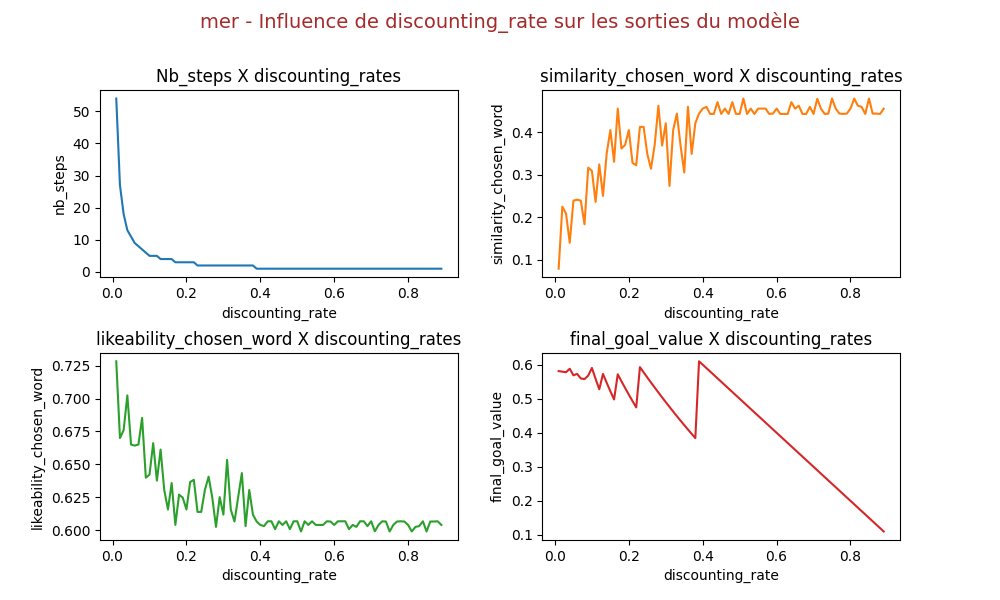 mer - Influence de discounting_rate sur les sorties du modèle
Nb_steps X discounting_rates
nb_steps
50
40
30
20
10
0
0.0 0.2 0.4 0.6 0.8
discounting_rate
similarity_chosen_word X discounting_rates
similarity_chosen_word
0.4
0.3
0.2
0.1
0.0 0.2 0.4 0.6 0.8
discounting_rate
likeability_chosen_word X discounting_rates
likeability_chosen_word
0.725
0.700
0.675
0.650
0.625
0.600
0.0 0.2 0.4 0.6 0.8
discounting_rate
final_goal_value X discounting_rates
final_goal_value
0.6
0.5
0.4
0.3
0.2
0.1
0.0 0.2 0.4 0.6 0.8
discounting_rate